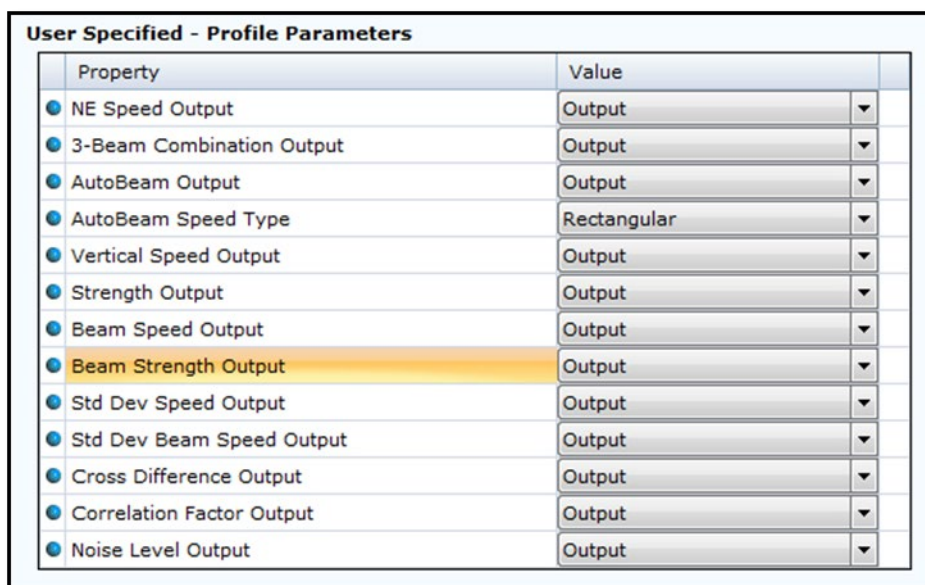 User Specified - Profile Parameters
Property Value
NE Speed Output Output
3-Beam Combination Output Output
AutoBeam Output Output
AutoBeam Speed Type Rectangular
Vertical Speed Output Output
Strength Output Output
Beam Speed Output Output
Beam Strength Output Output
Std Dev Speed Output Output
Std Dev Beam Speed Output Output
Cross Difference Output Output
Correlation Factor Output Output
Noise Level Output Output